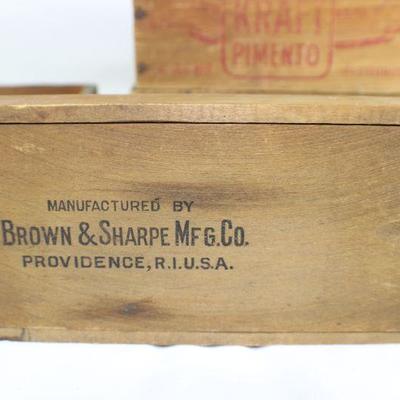 KRAFT
PIMENTO
MANUFACTURED BY
BROWN & SHARPE MFG. CO.
PROVIDENCE, R.I. U.S.A.